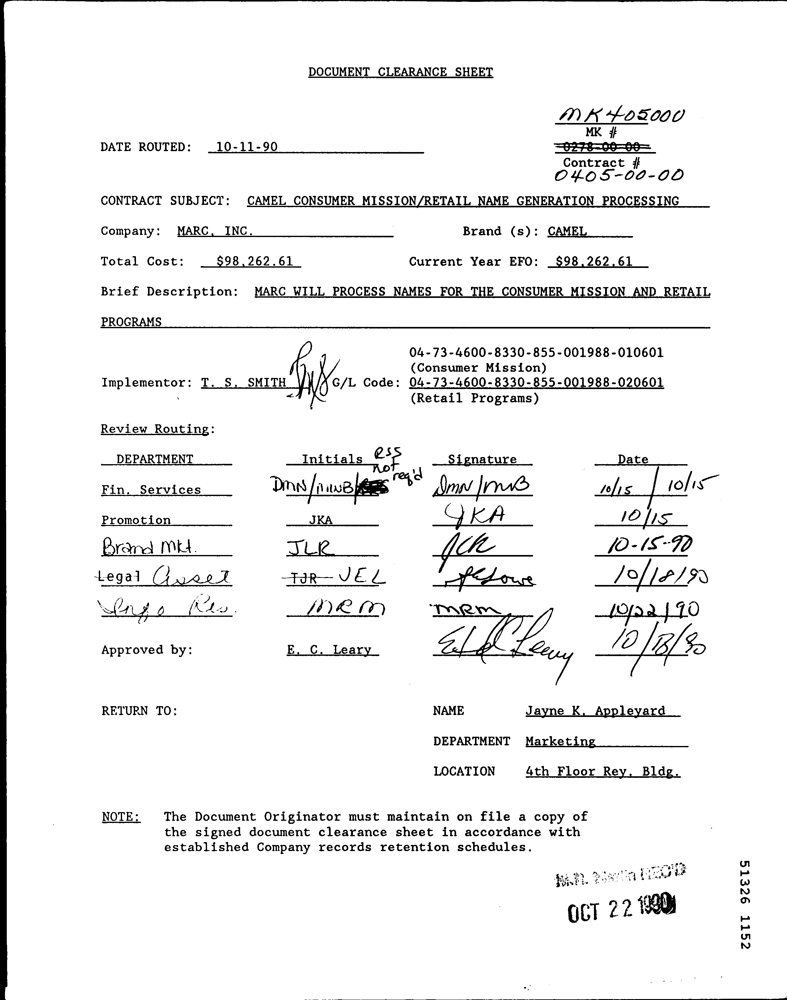 DOCUMENT CLEARANCE SHEET
MK405000
MK #
DATE ROUTED: 10-11-90
0278-00-00
Contract #
0405-00-00
CONTRACT SUBJECT: CAMEL CONSUMER MISSION/RETAIL NAME GENERATION PROCESSING
Company: MARC, INC. Brand (s): CAMEL
Total Cost: $98,262.61 Current Year EFO: $98,262.61
Brief Description: MARC WILL PROCESS NAMES FOR THE CONSUMER MISSION AND RETAIL
PROGRAMS
04-73-4600-8330-855-001988-010601
(Consumer Mission)
Implementor: T. S. SMITH G/L Code: 04-73-4600-8330-855-001988-020601
(Retail Programs)
Review Routing:
DEPARTMENT Initials Signature Date
RSS not req'd
Fin. Services DMN/MWB DMN/MWB 10/15 / 10/15
Promotion JKA JKA 10/15
Brand Mkt. JLR JLR 10-15-90
Legal Asset TJR JEL 10/18/90
Info Res. MRM MRM 10/22/90
Approved by: E. C. Leary E C Leary 10/18/90
RETURN TO: NAME Jayne K. Appleyard
DEPARTMENT Marketing
LOCATION 4th Floor Rey. Bldg.
NOTE: The Document Originator must maintain on file a copy of
the signed document clearance sheet in accordance with
established Company records retention schedules.
REC'D
OCT 22 1990
51326 1152